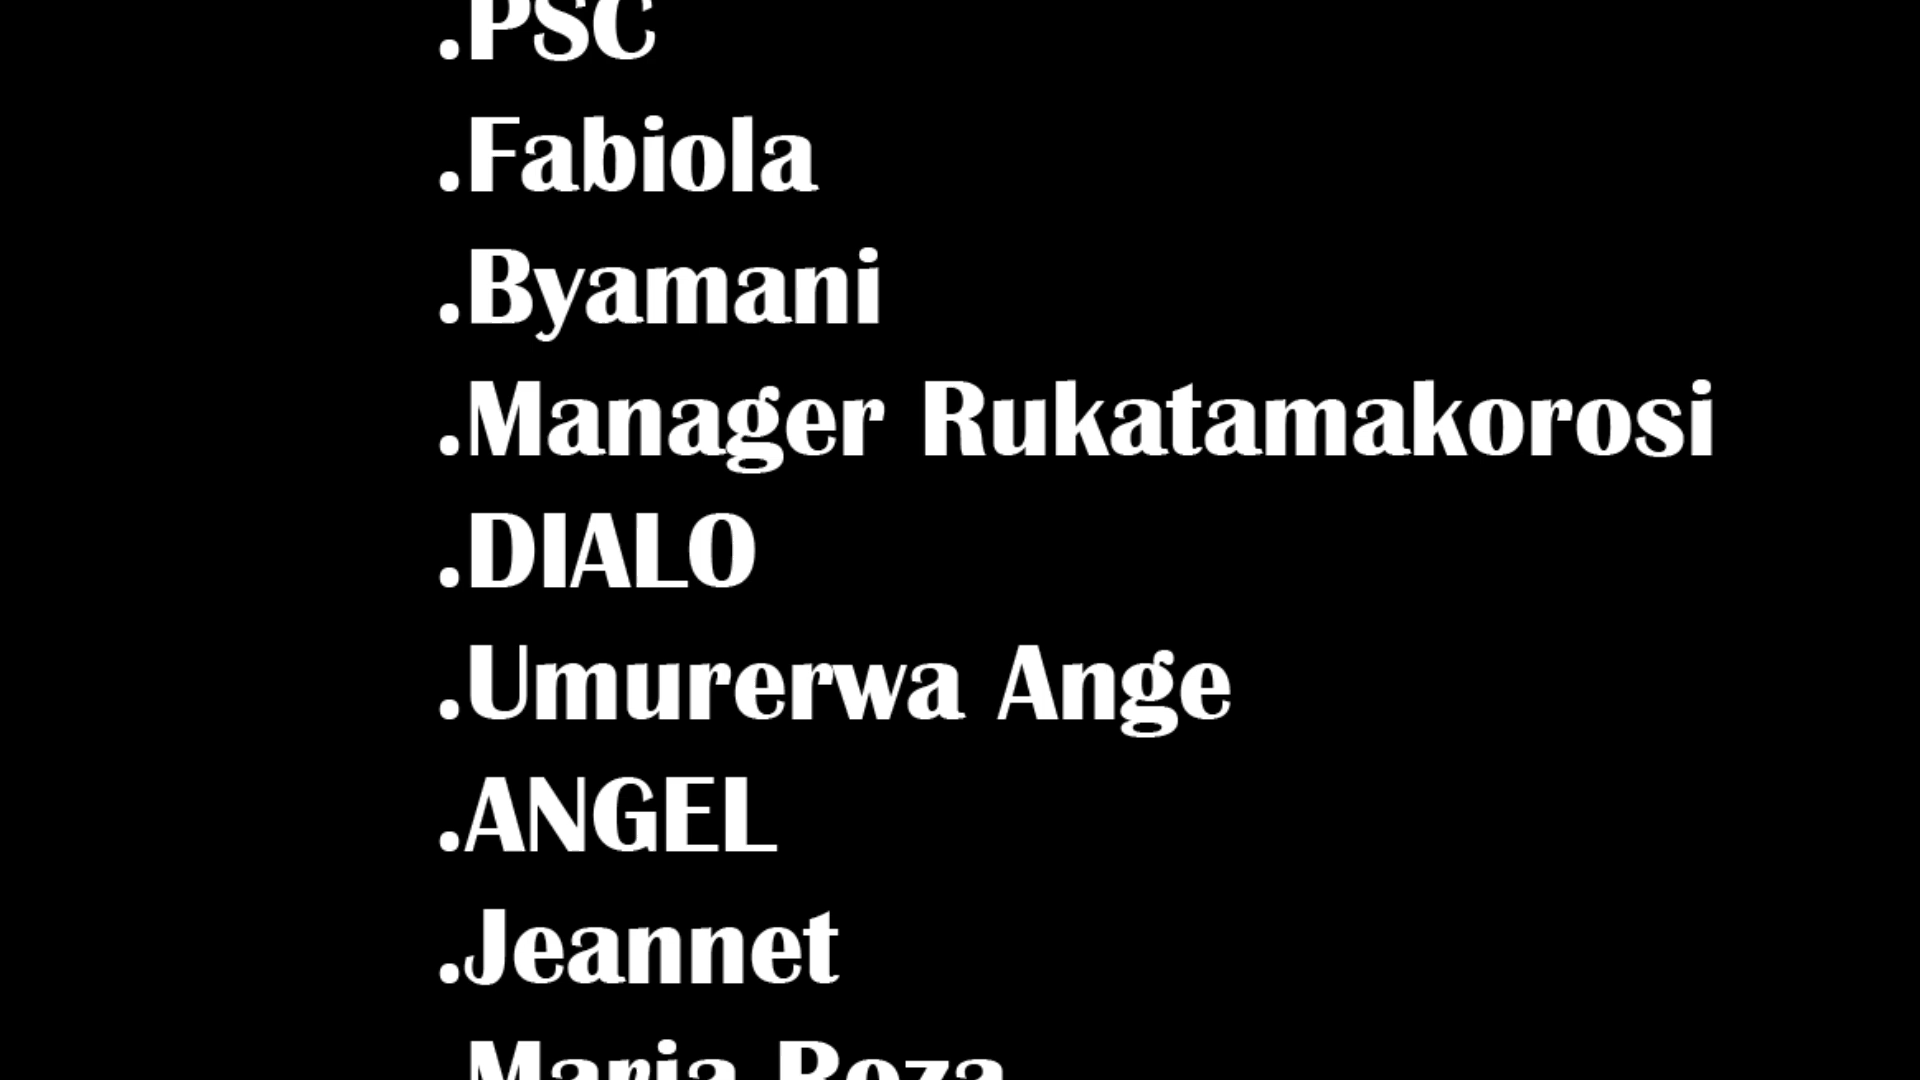 .PSC
.Fabiola
.Byamani
.Manager Rukatamakorosi
.DIALO
.Umurerwa Ange
.ANGEL
.Jeannet
Maria Roza